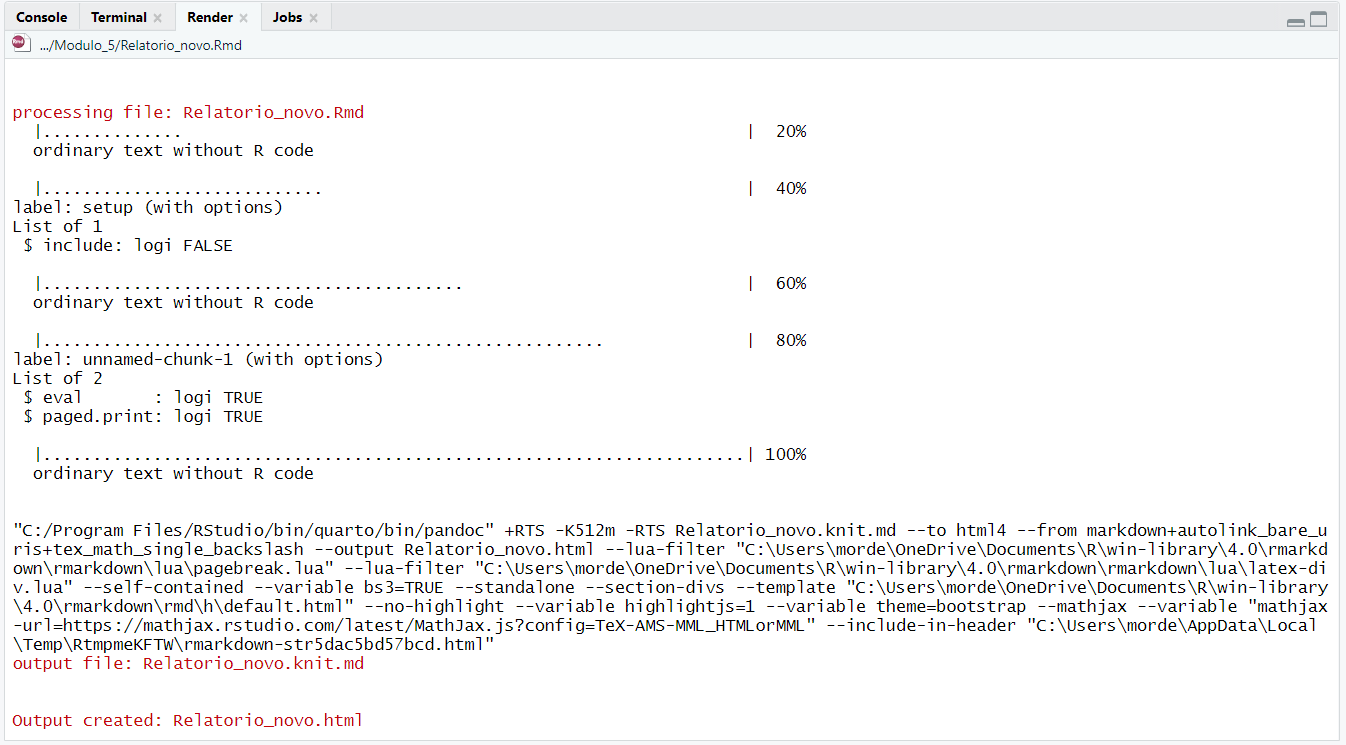 Console Terminal Render Jobs
.../Modulo_5/Relatorio_novo.Rmd
processing file: Relatorio_novo.Rmd
|.............. | 20%
ordinary text without R code
|............................ | 40%
label: setup (with options)
List of 1
$ include: logi FALSE
|.......................................... | 60%
ordinary text without R code
|........................................................ | 80%
label: unnamed-chunk-1 (with options)
List of 2
$ eval : logi TRUE
$ paged.print: logi TRUE
|......................................................................| 100%
ordinary text without R code
"C:/Program Files/RStudio/bin/quarto/bin/pandoc" +RTS -K512m -RTS Relatorio_novo.knit.md --to html4 --from markdown+autolink_bare_u
ris+tex_math_single_backslash --output Relatorio_novo.html --lua-filter "C:\Users\morde\OneDrive\Documents\R\win-library\4.0\rmarkd
own\rmarkdown\lua\pagebreak.lua" --lua-filter "C:\Users\morde\OneDrive\Documents\R\win-library\4.0\rmarkdown\rmarkdown\lua\latex-di
v.lua" --self-contained --variable bs3=TRUE --standalone --section-divs --template "C:\Users\morde\OneDrive\Documents\R\win-library
\4.0\rmarkdown\rmd\h\default.html" --no-highlight --variable highlightjs=1 --variable theme=bootstrap --mathjax --variable "mathjax
-url=https://mathjax.rstudio.com/latest/MathJax.js?config=TeX-AMS-MML_HTMLorMML" --include-in-header "C:\Users\morde\AppData\Local
\Temp\RtmpmeKFTW\rmarkdown-str5dac5bd57bcd.html"
output file: Relatorio_novo.knit.md
Output created: Relatorio_novo.html